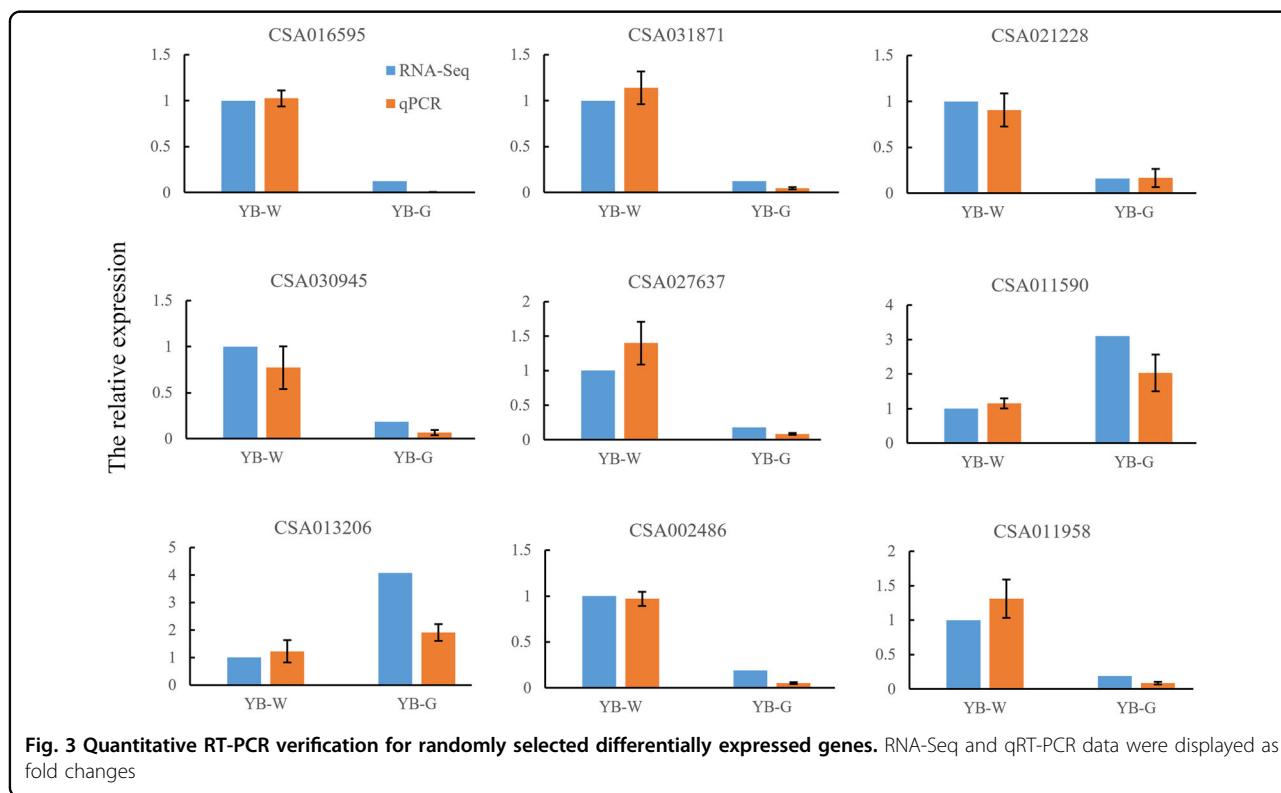 CSA016595
1.5
1
0.5
0
YB-W
YB-G
RNA-Seq
qPCR
CSA031871
1.5
1
0.5
0
YB-W
YB-G
CSA021228
1.5
1
0.5
0
YB-W
YB-G
The relative expression
CSA030945
1.5
1
0.5
0
YB-W
YB-G
CSA027637
2
1.5
1
0.5
0
YB-W
YB-G
CSA011590
4
3
2
1
0
YB-W
YB-G
CSA013206
5
4
3
2
1
0
YB-W
YB-G
CSA002486
1.5
1
0.5
0
YB-W
YB-G
CSA011958
2
1.5
1
0.5
0
YB-W
YB-G
Fig. 3 Quantitative RT-PCR verification for randomly selected differentially expressed genes. RNA-Seq and qRT-PCR data were displayed as
fold changes